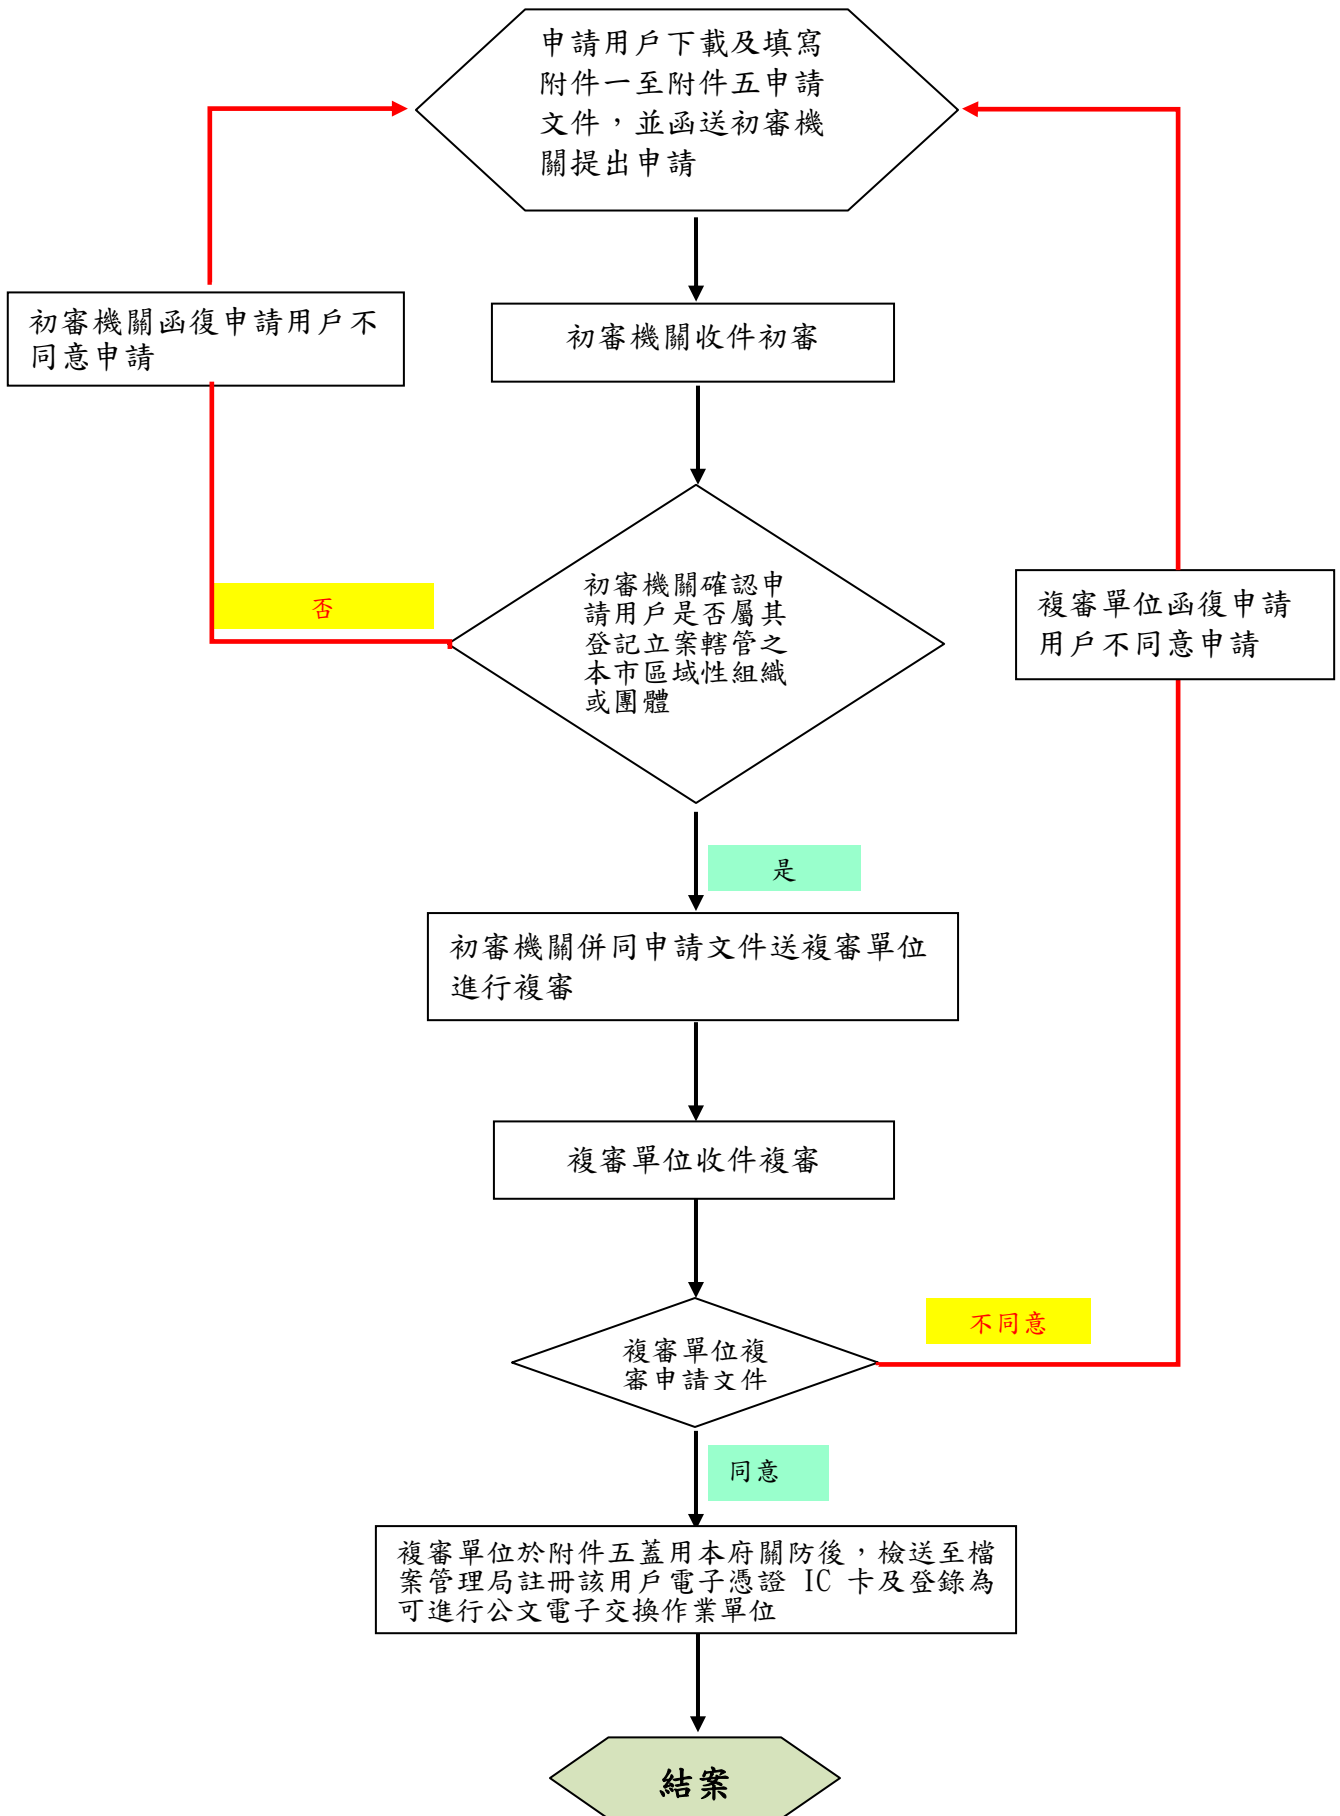 申請用戶下載及填寫
附件一至附件五申請
文件，並函送初審機
關提出申請
初審機關函復申請用戶不
同意申請
初審機關收件初審
初審機關確認申
請用戶是否屬其
登記立案轄管之
本市區域性組織
或團體
否
複審單位函復申請
用戶不同意申請
是
初審機關併同申請文件送複審單位
進行複審
複審單位收件複審
不同意
複審單位複
審申請文件
同意
複審單位於附件五蓋用本府關防後，檢送至檔
案管理局註冊該用戶電子憑證 IC 卡及登錄為
可進行公文電子交換作業單位
結案